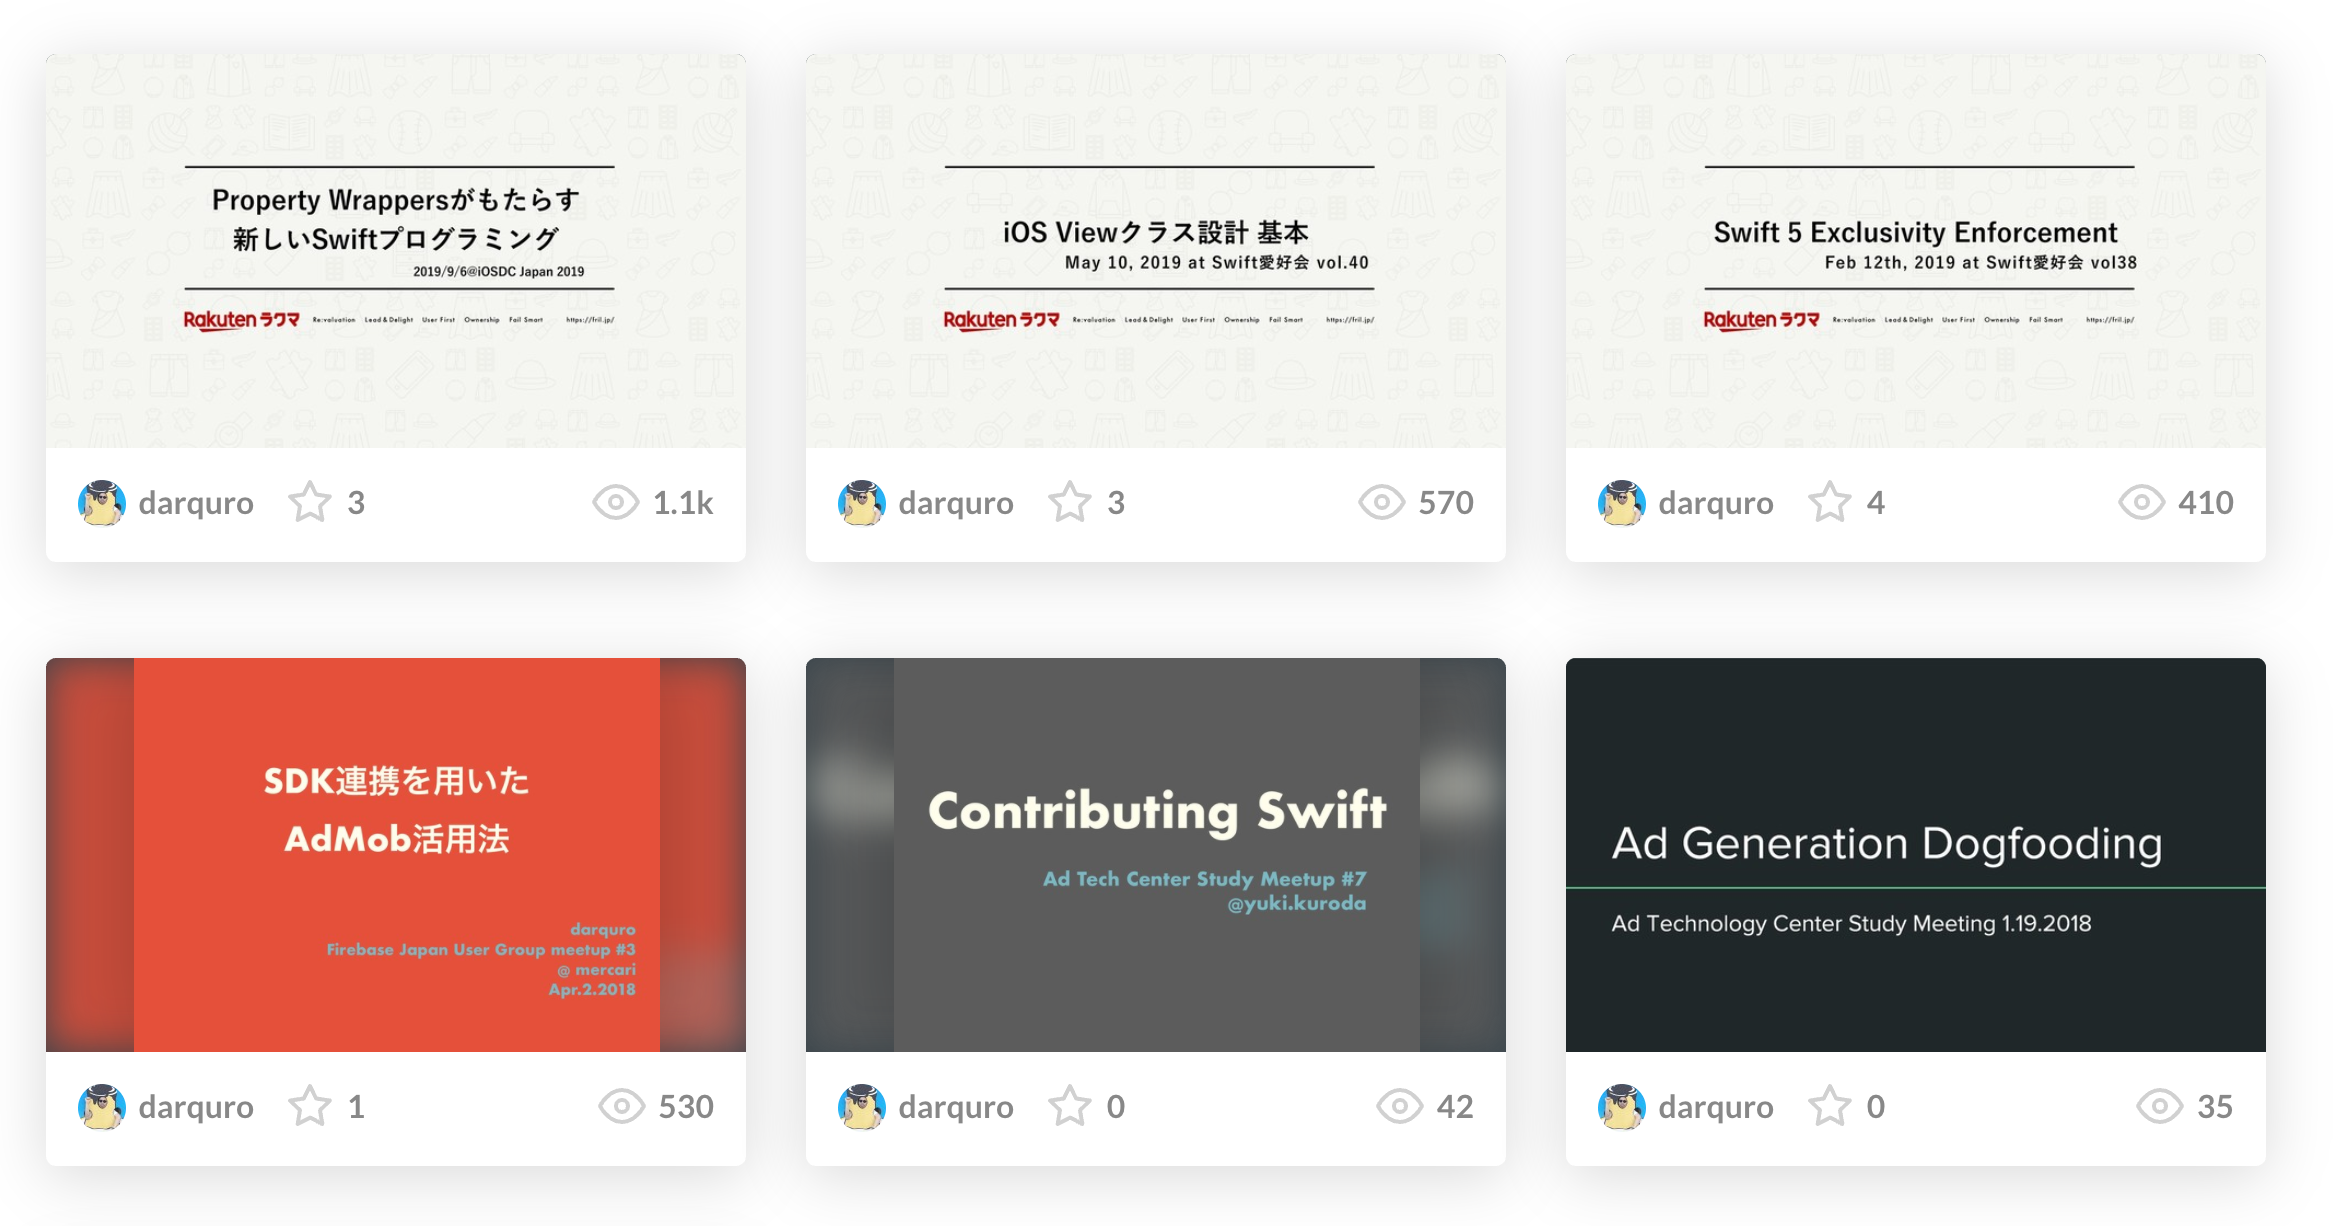 Property Wrappersがもたらす
新しいSwiftプログラミング
2019/9/6@iOSDC Japan 2019
Rakuten ラクマ Re:valuation Lead & Delight User First Ownership Fail Smart https://fril.jp/
darquro 3 1.1k
iOS Viewクラス設計 基本
May 10, 2019 at Swift愛好会 vol.40
Rakuten ラクマ Re:valuation Lead & Delight User First Ownership Fail Smart https://fril.jp/
darquro 3 570
Swift 5 Exclusivity Enforcement
Feb 12th, 2019 at Swift愛好会 vol38
Rakuten ラクマ Re:valuation Lead & Delight User First Ownership Fail Smart https://fril.jp/
darquro 4 410
SDK連携を用いた
AdMob活用法
darquro
Firebase Japan User Group meetup #3
@ mercari
Apr.2.2018
darquro 1 530
Contributing Swift
Ad Tech Center Study Meetup #7
@yuki.kuroda
darquro 0 42
Ad Generation Dogfooding
Ad Technology Center Study Meeting 1.19.2018
darquro 0 35